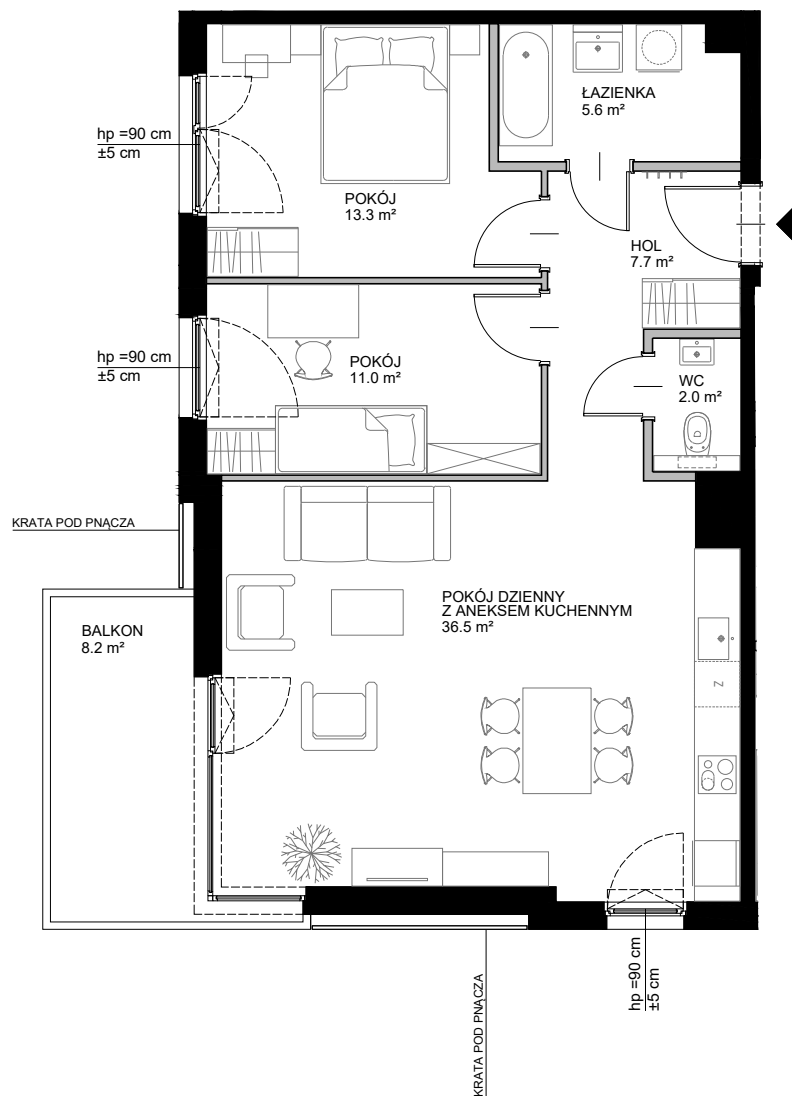 ŁAZIENKA
5.6 m²
hp =90 cm
±5 cm
POKÓJ
13.3 m²
HOL
7.7 m²
hp =90 cm
±5 cm
POKÓJ
11.0 m²
WC
2.0 m²
KRATA POD PNĄCZA
POKÓJ DZIENNY
Z ANEKSEM KUCHENNYM
36.5 m²
BALKON
8.2 m²
Z
hp =90 cm
±5 cm
KRATA POD PNĄCZA